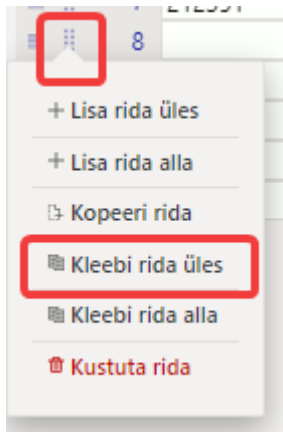 8
Lisa rida üles
Lisa rida alla
Kopeeri rida
Kleebi rida üles
Kleebi rida alla
Kustuta rida